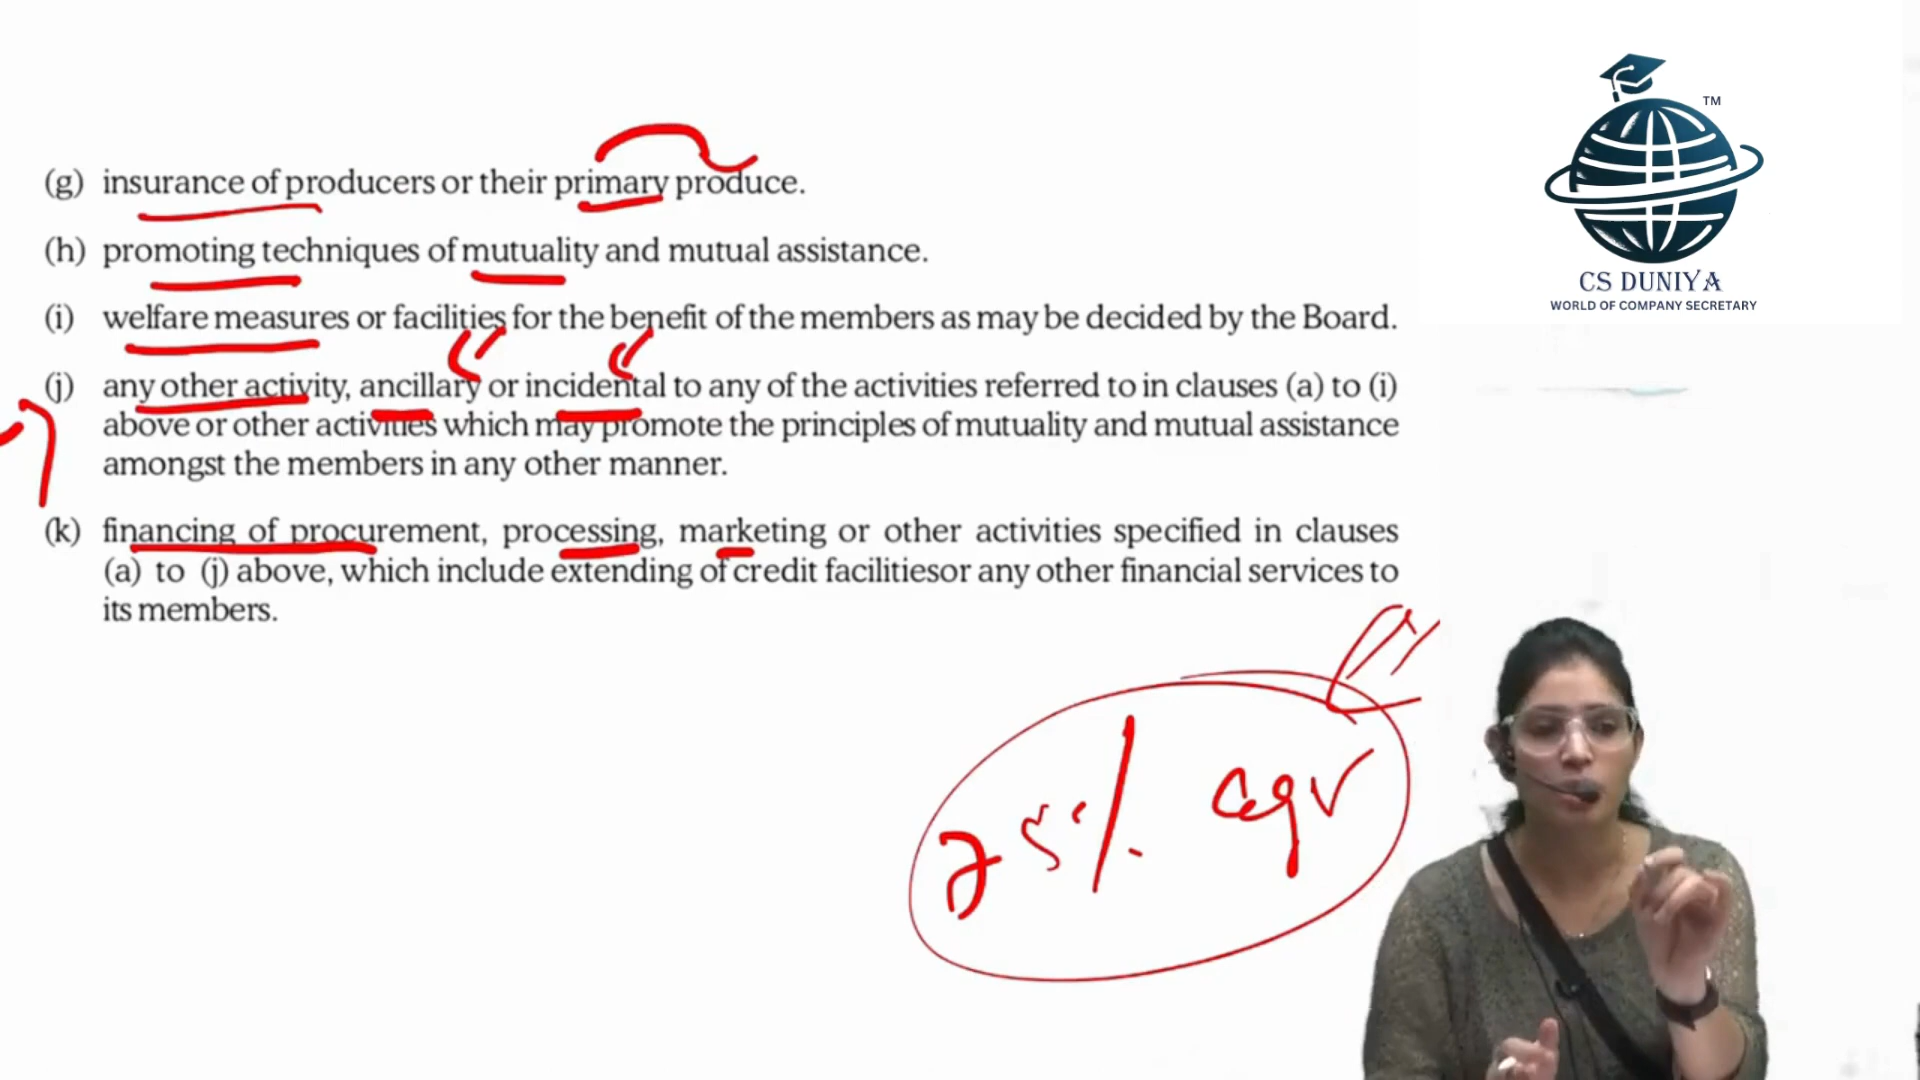 (g) insurance of producers or their primary produce.
(h) promoting techniques of mutuality and mutual assistance.
(i) welfare measures or facilities for the benefit of the members as may be decided by the Board.
(j) any other activity, ancillary or incidental to any of the activities referred to in clauses (a) to (i)
above or other activities which may promote the principles of mutuality and mutual assistance
amongst the members in any other manner.
(k) financing of procurement, processing, marketing or other activities specified in clauses
(a) to (j) above, which include extending of credit facilitiesor any other financial services to
its members.
TM
CS DUNIYA
WORLD OF COMPANY SECRETARY